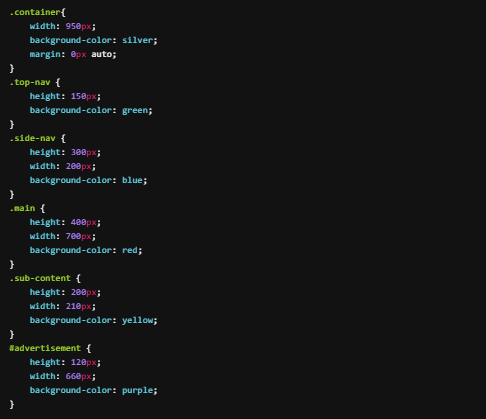 .container{
    width: 950px;
    background-color: silver;
    margin: 0px auto;
}
.top-nav {
    height: 150px;
    background-color: green;
}
.side-nav {
    height: 300px;
    width: 200px;
    background-color: blue;
}
.main {
    height: 400px;
    width: 700px;
    background-color: red;
}
.sub-content {
    height: 200px;
    width: 210px;
    background-color: yellow;
}
#advertisement {
    height: 120px;
    width: 660px;
    background-color: purple;
}